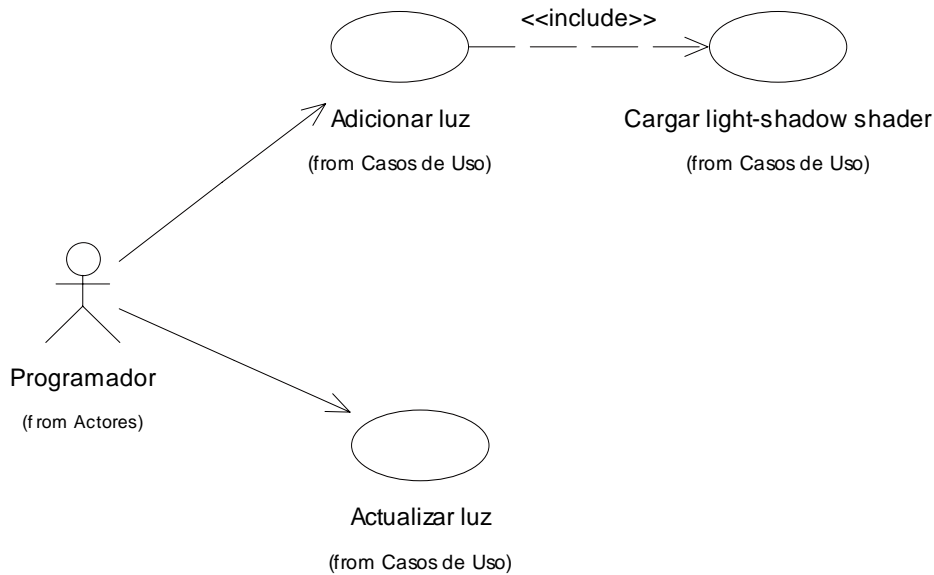 <<include>>
Adicionar luz
(from Casos de Uso)
Cargar light-shadow shader
(from Casos de Uso)
Programador
(from Actores)
Actualizar luz
(from Casos de Uso)